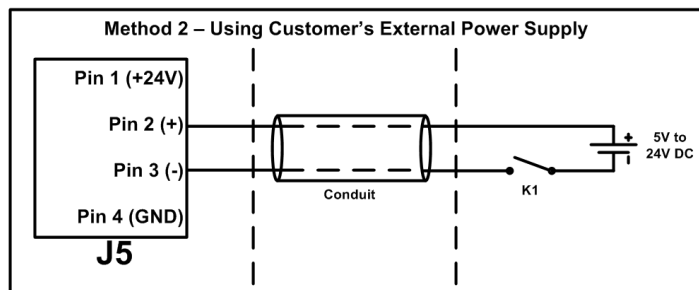 Method 2 – Using Customer's External Power Supply
Pin 1 (+24V)
Pin 2 (+)
Pin 3 (-)
Pin 4 (GND)
J5
Conduit
K1
+
5V to
24V DC
-